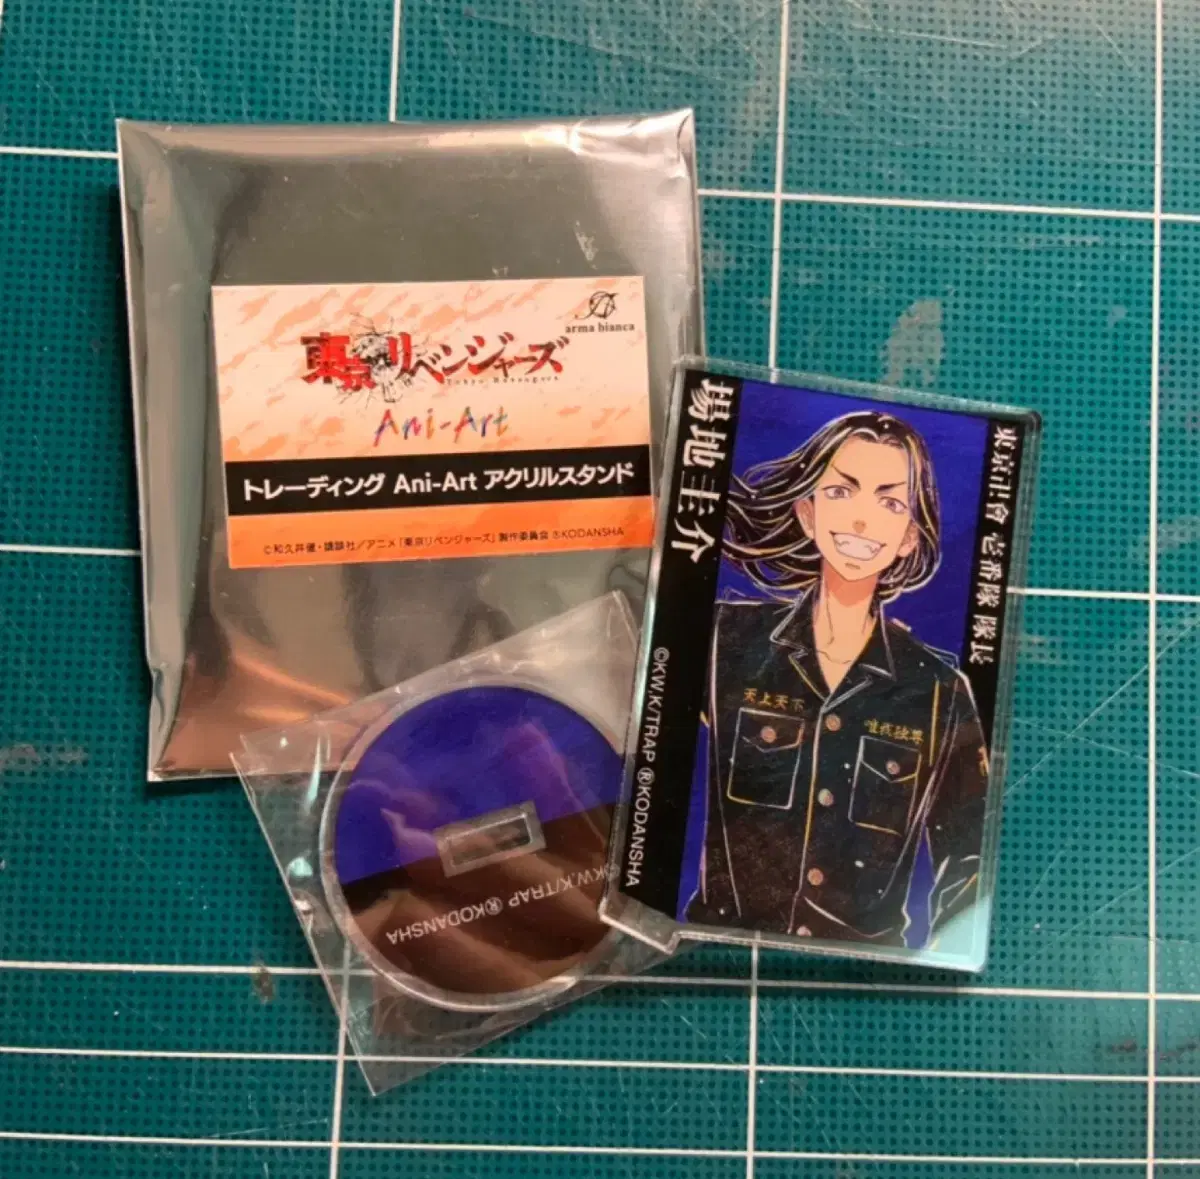 arma bianca
東京リベンジャーズ
Tokyo Revengers
Ani-Art
トレーディング Ani-Art アクリルスタンド
©和久井健・講談社／アニメ「東京リベンジャーズ」製作委員会 ®KODANSHA
東京卍會 壱番隊 隊長
場地圭介
天上天下
唯我独尊
©KW.K/TRAP ®KODANSHA
©KW.K/TRAP ®KODANSHA